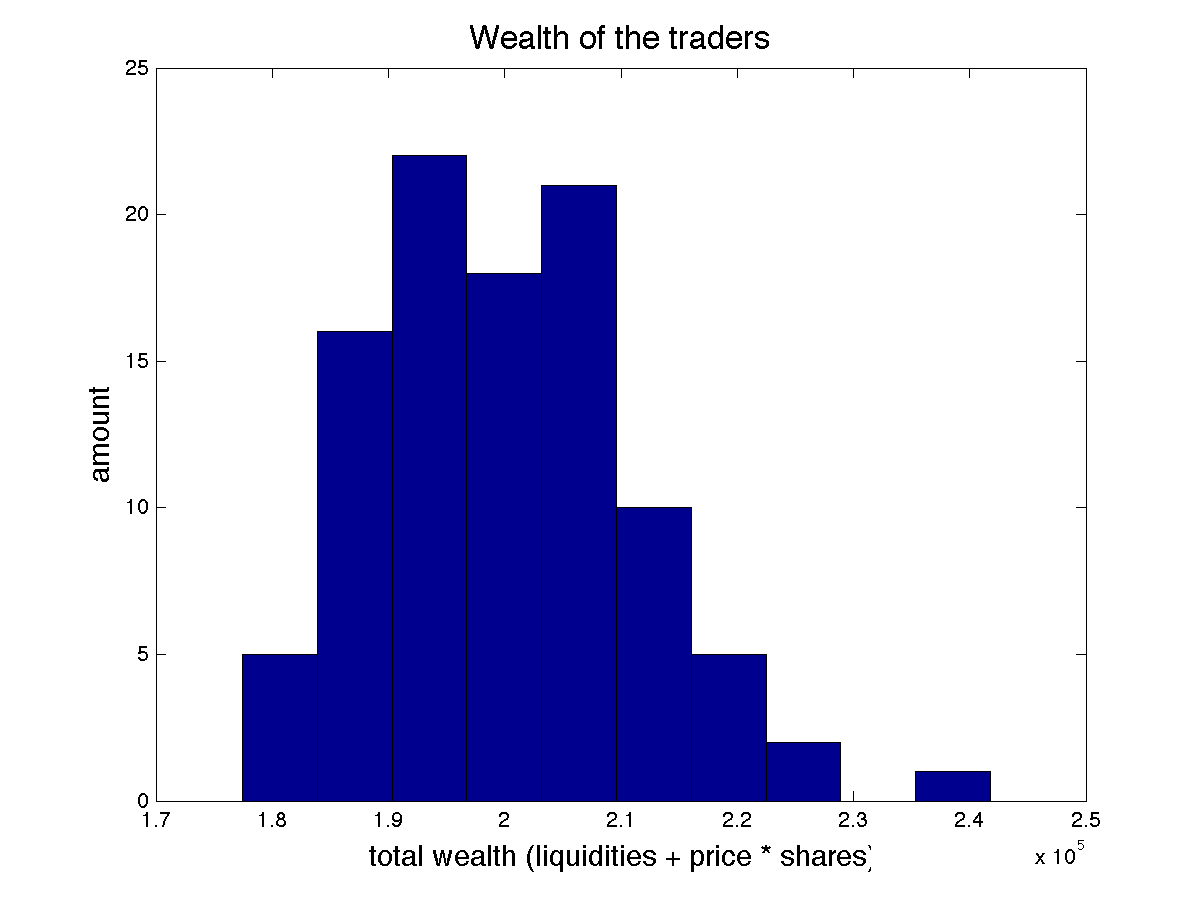 Wealth of the traders
25
20
15
10
5
0
amount
1.7 1.8 1.9 2 2.1 2.2 2.3 2.4 2.5
x 10^5
total wealth (liquidities + price * shares)